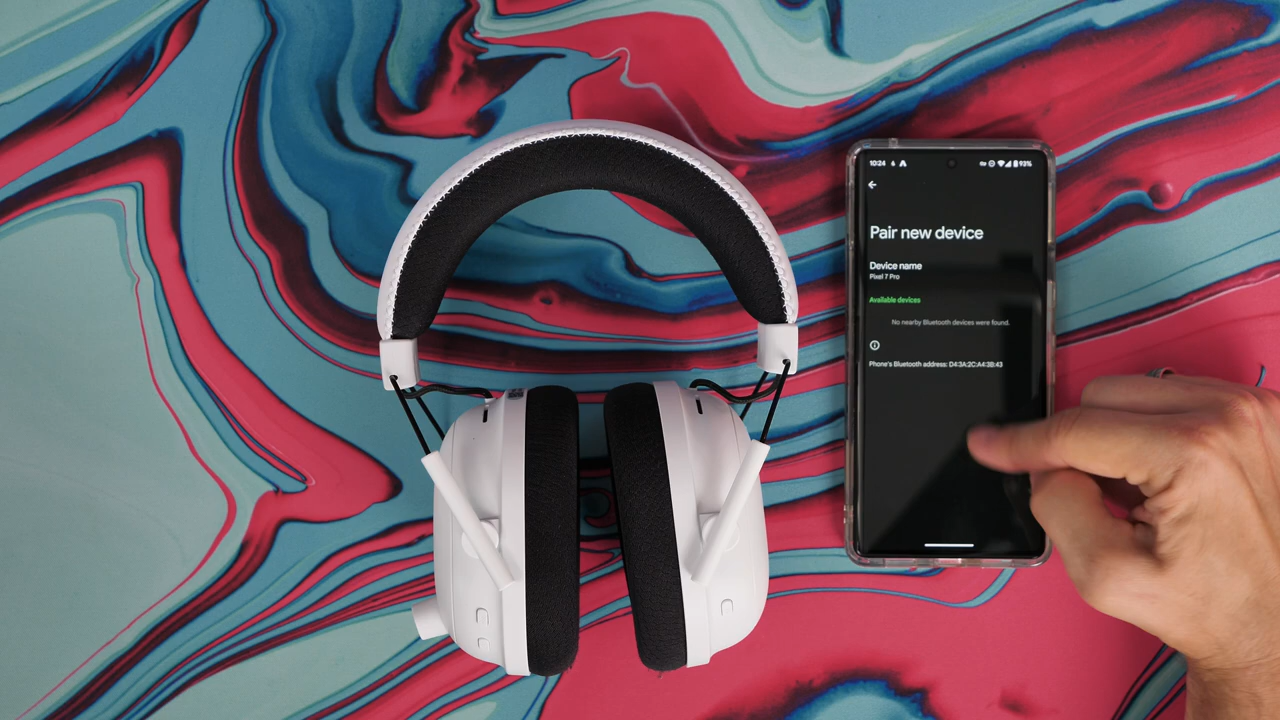 10:24
93%
Pair new device
Device name
Pixel 7 Pro
Available devices
No nearby Bluetooth devices were found.
Phone's Bluetooth address: D4:3A:2C:A4:3B:43